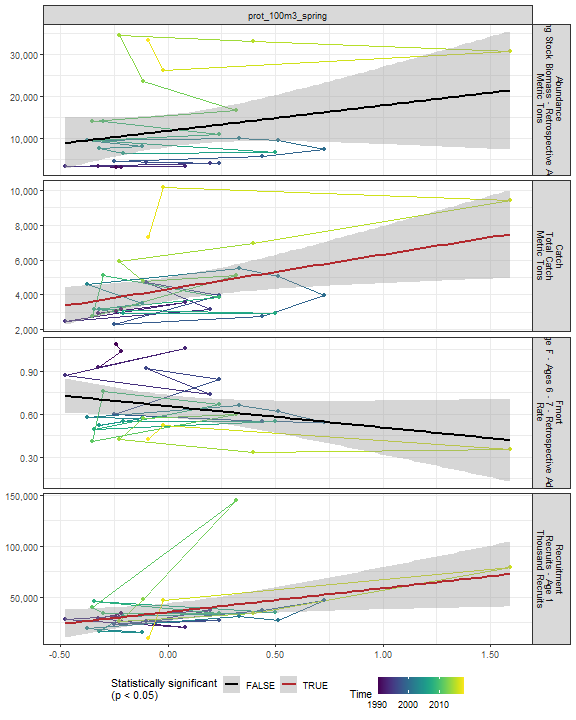 prot_100m3_spring
30,000
20,000
10,000
Abundance
Stock Biomass - Retrospective
Metric Tons
10,000
8,000
6,000
4,000
2,000
Catch
Total Catch
Metric Tons
0.90
0.60
0.30
Fmort
F - Ages 6 - 7 - Retrospective
Rate
150,000
100,000
50,000
Recruitment
Recruits - Age 1
Thousand Recruits
-0.50
0.00
0.50
1.00
1.50
Statistically significant
(p < 0.05)
FALSE
TRUE
Time
1990
2000
2010